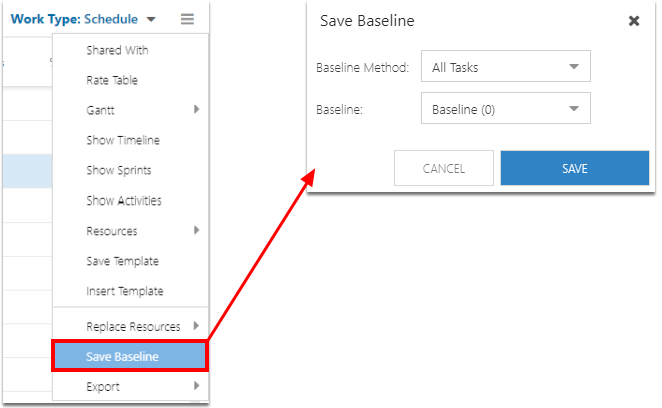 Work Type: Schedule
Shared With
Rate Table
Gantt
Show Timeline
Show Sprints
Show Activities
Resources
Save Template
Insert Template
Replace Resources
Save Baseline
Export
Save Baseline
Baseline Method: All Tasks
Baseline: Baseline (0)
CANCEL SAVE